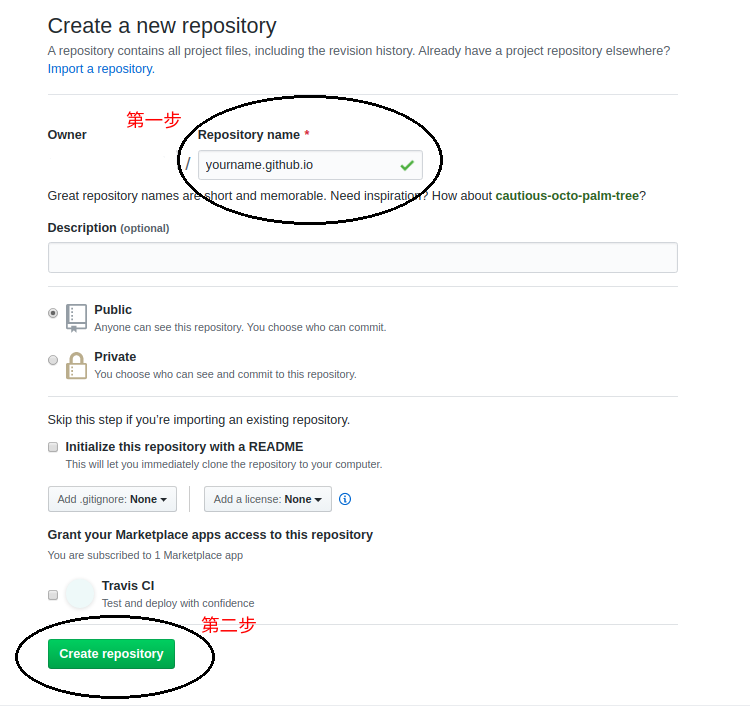 Create a new repository
A repository contains all project files, including the revision history. Already have a project repository elsewhere?
Import a repository.
第一步
Owner
Repository name *
/ yourname.github.io
Great repository names are short and memorable. Need inspiration? How about cautious-octo-palm-tree?
Description (optional)
Public
Anyone can see this repository. You choose who can commit.
Private
You choose who can see and commit to this repository.
Skip this step if you’re importing an existing repository.
Initialize this repository with a README
This will let you immediately clone the repository to your computer.
Add .gitignore: None
Add a license: None
Grant your Marketplace apps access to this repository
You are subscribed to 1 Marketplace app
Travis CI
Test and deploy with confidence
第二步
Create repository